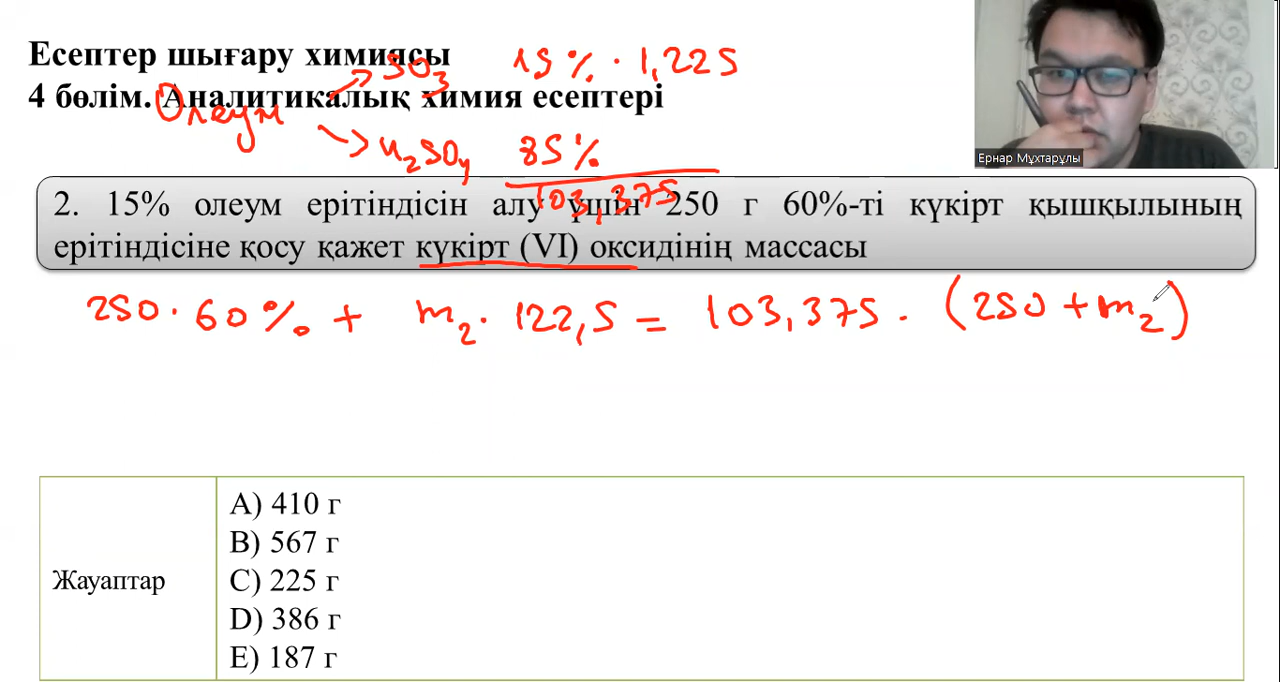 Есептер шығару химиясы
SO3 15% · 1,225
4 бөлім. Аналитикалық химия есептері
Олеум
H2SO4 85%
Ернар Мұхтарұлы
103,375
2. 15% олеум ерітіндісін алу үшін 250 г 60%-ті күкірт қышқылының
ерітіндісіне қосу қажет күкірт (VI) оксидінің массасы
250 · 60% + m2 · 122,5 = 103,375 · (250 + m2)
Жауаптар
A) 410 г
B) 567 г
C) 225 г
D) 386 г
E) 187 г